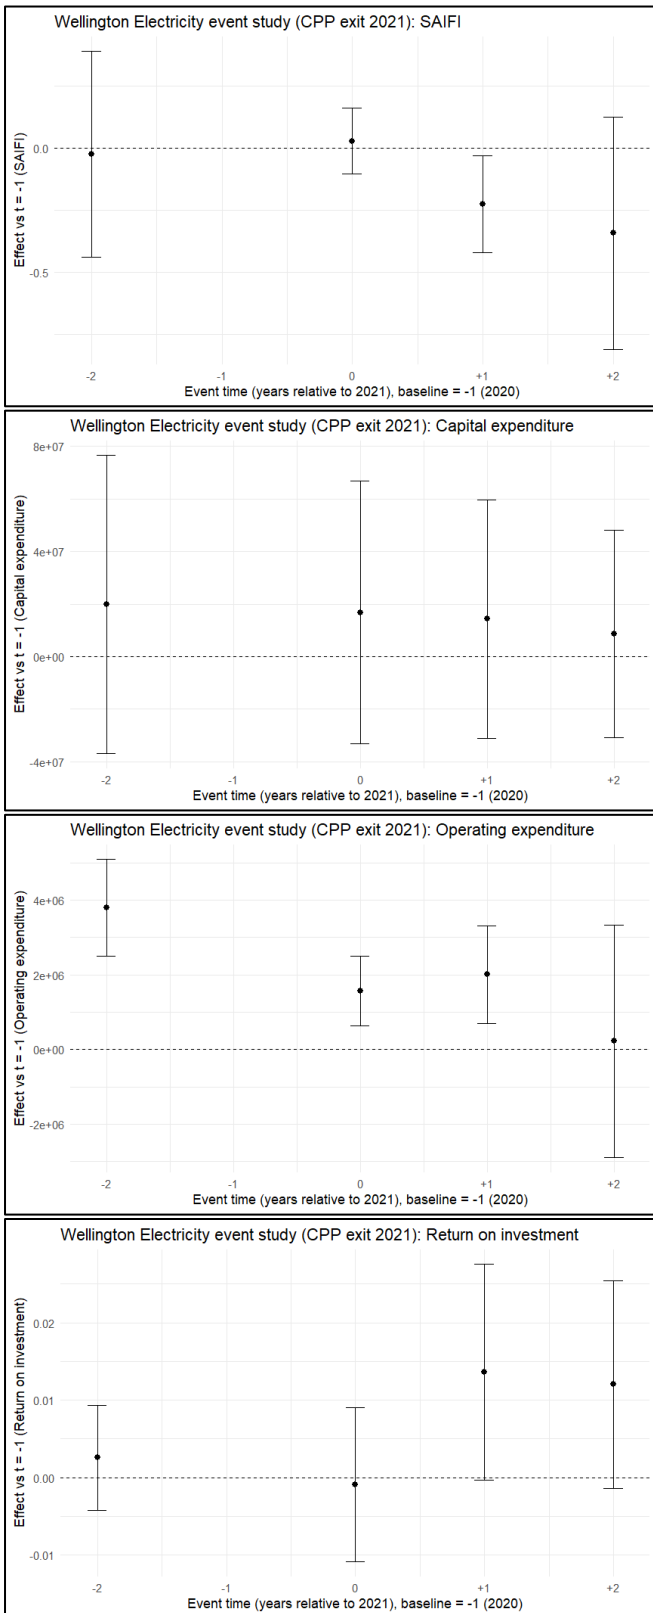 Wellington Electricity event study (CPP exit 2021): SAIFI
Effect vs t = -1 (SAIFI)
0.0
-0.5
-2
-1
0
+1
+2
Event time (years relative to 2021), baseline = -1 (2020)
Wellington Electricity event study (CPP exit 2021): Capital expenditure
Effect vs t = -1 (Capital expenditure)
8e+07
4e+07
0e+00
-4e+07
-2
-1
0
+1
+2
Event time (years relative to 2021), baseline = -1 (2020)
Wellington Electricity event study (CPP exit 2021): Operating expenditure
Effect vs t = -1 (Operating expenditure)
4e+06
2e+06
0e+00
-2e+06
-2
-1
0
+1
+2
Event time (years relative to 2021), baseline = -1 (2020)
Wellington Electricity event study (CPP exit 2021): Return on investment
Effect vs t = -1 (Return on investment)
0.02
0.01
0.00
-0.01
-2
-1
0
+1
+2
Event time (years relative to 2021), baseline = -1 (2020)